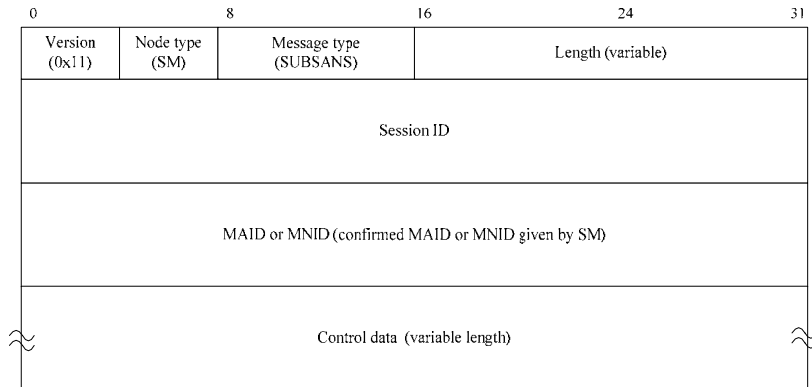 0 8 16 24 31
Version Node type Message type Length (variable)
(0x11) (SM) (SUBSANS)
Session ID
MAID or MNID (confirmed MAID or MNID given by SM)
Control data (variable length)